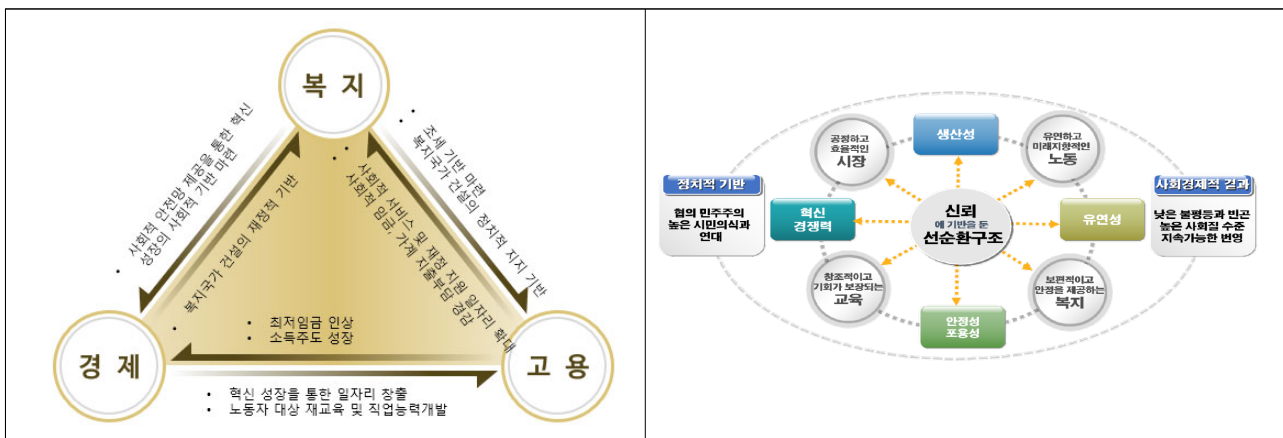 복 지
• 사회적 안전망 제공을 통한 혁신
성장의 사회적 기반 마련
• 복지국가 건설의 재정적 기반
• 조세 기반 마련
• 복지국가 건설의 정치적 지지 기반
• 사회적 서비스 및 재정 지원 일자리 확대
• 사회적 임금, 가계 지출부담 경감
• 최저임금 인상
• 소득주도 성장
경 제
고 용
• 혁신 성장을 통한 일자리 창출
• 노동자 대상 재교육 및 직업능력개발
정치적 기반
협의 민주주의
높은 시민의식과
연대
공정하고
효율적인
시장
생산성
유연하고
미래지향적인
노동
혁신
경쟁력
신뢰
에 기반을 둔
선순환구조
유연성
창조적이고
기회가 보장되는
교육
안정성
포용성
보편적이고
안정을 제공하는
복지
사회경제적 결과
낮은 불평등과 빈곤
높은 사회질 수준
지속가능한 번영